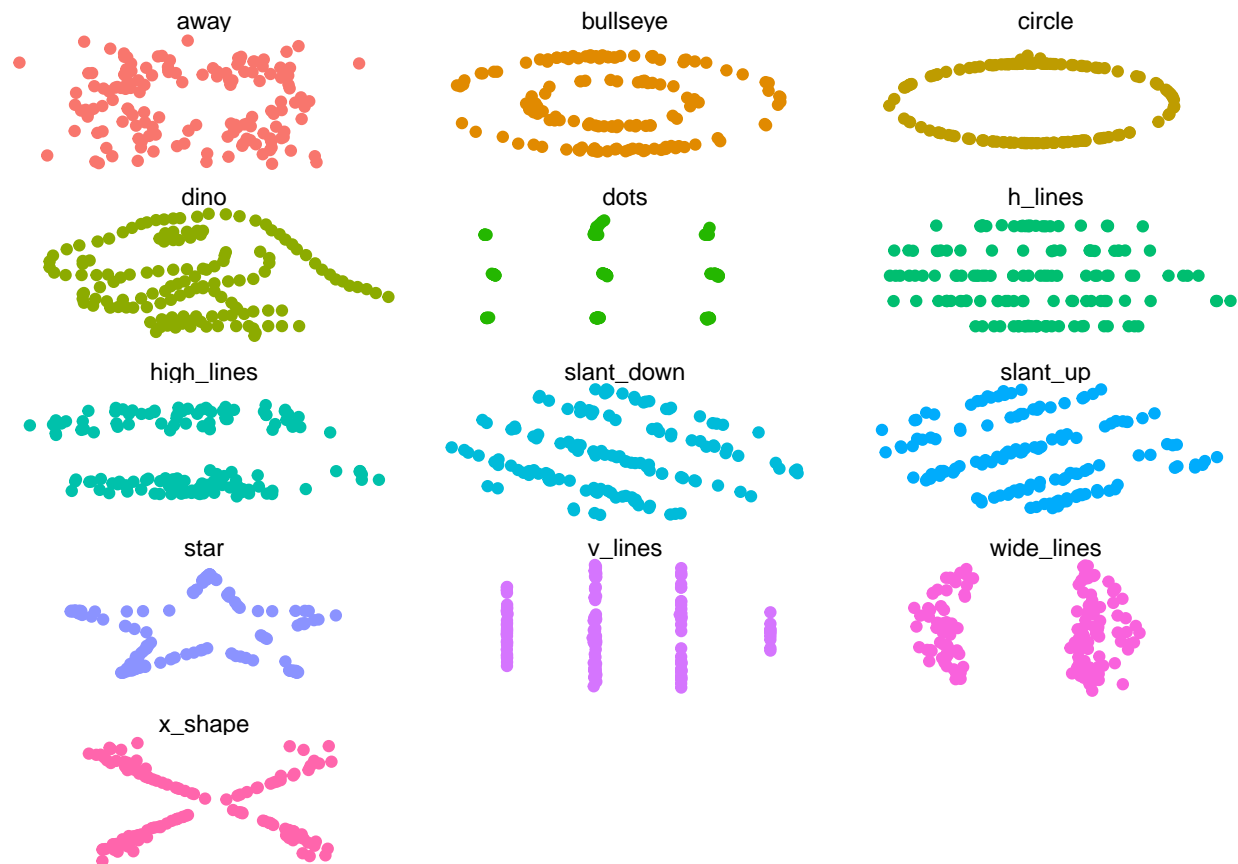 away
bullseye
circle
dino
dots
h_lines
high_lines
slant_down
slant_up
star
v_lines
wide_lines
x_shape